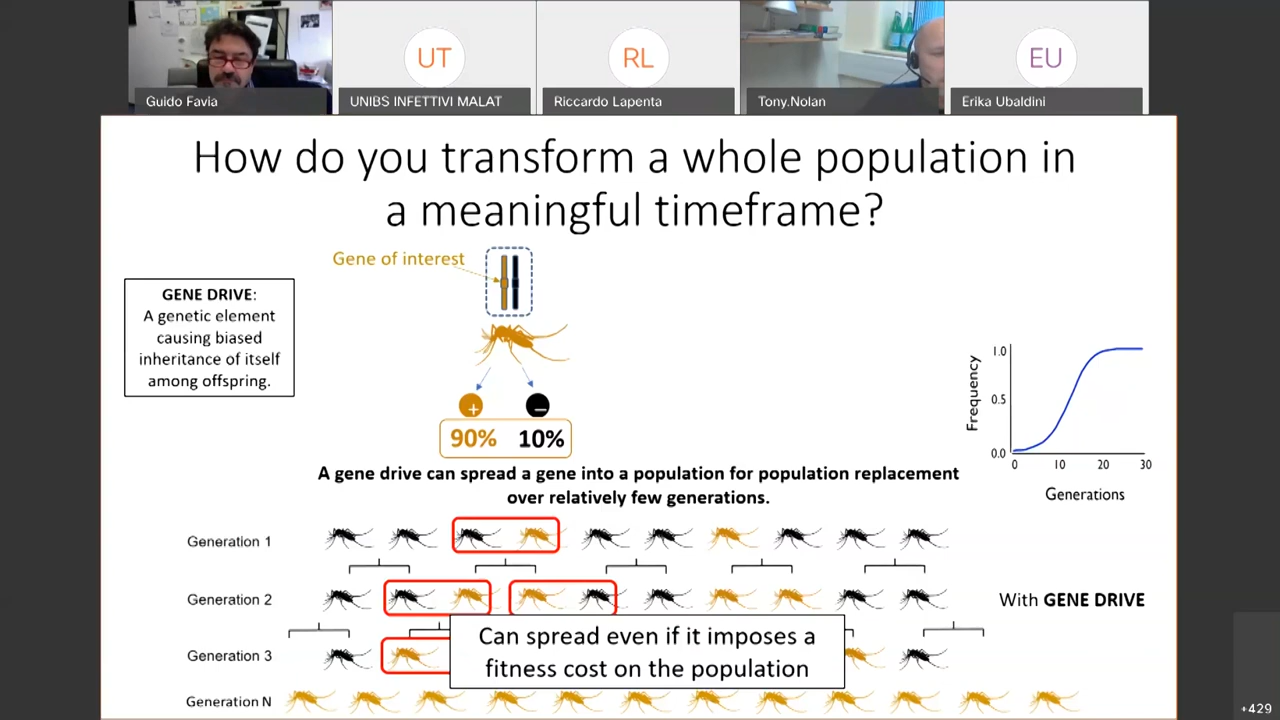 UT
RL
EU
Guido Favia
UNIBS INFETTIVI MALAT
Riccardo Lapenta
Tony.Nolan
Erika Ubaldini
How do you transform a whole population in
a meaningful timeframe?
Gene of interest
GENE DRIVE:
A genetic element
causing biased
inheritance of itself
among offspring.
+
–
90% 10%
Frequency
1.0
0.5
0.0
0 10 20 30
Generations
A gene drive can spread a gene into a population for population replacement
over relatively few generations.
Generation 1
Generation 2
With GENE DRIVE
Generation 3
Can spread even if it imposes a
fitness cost on the population
Generation N
+429